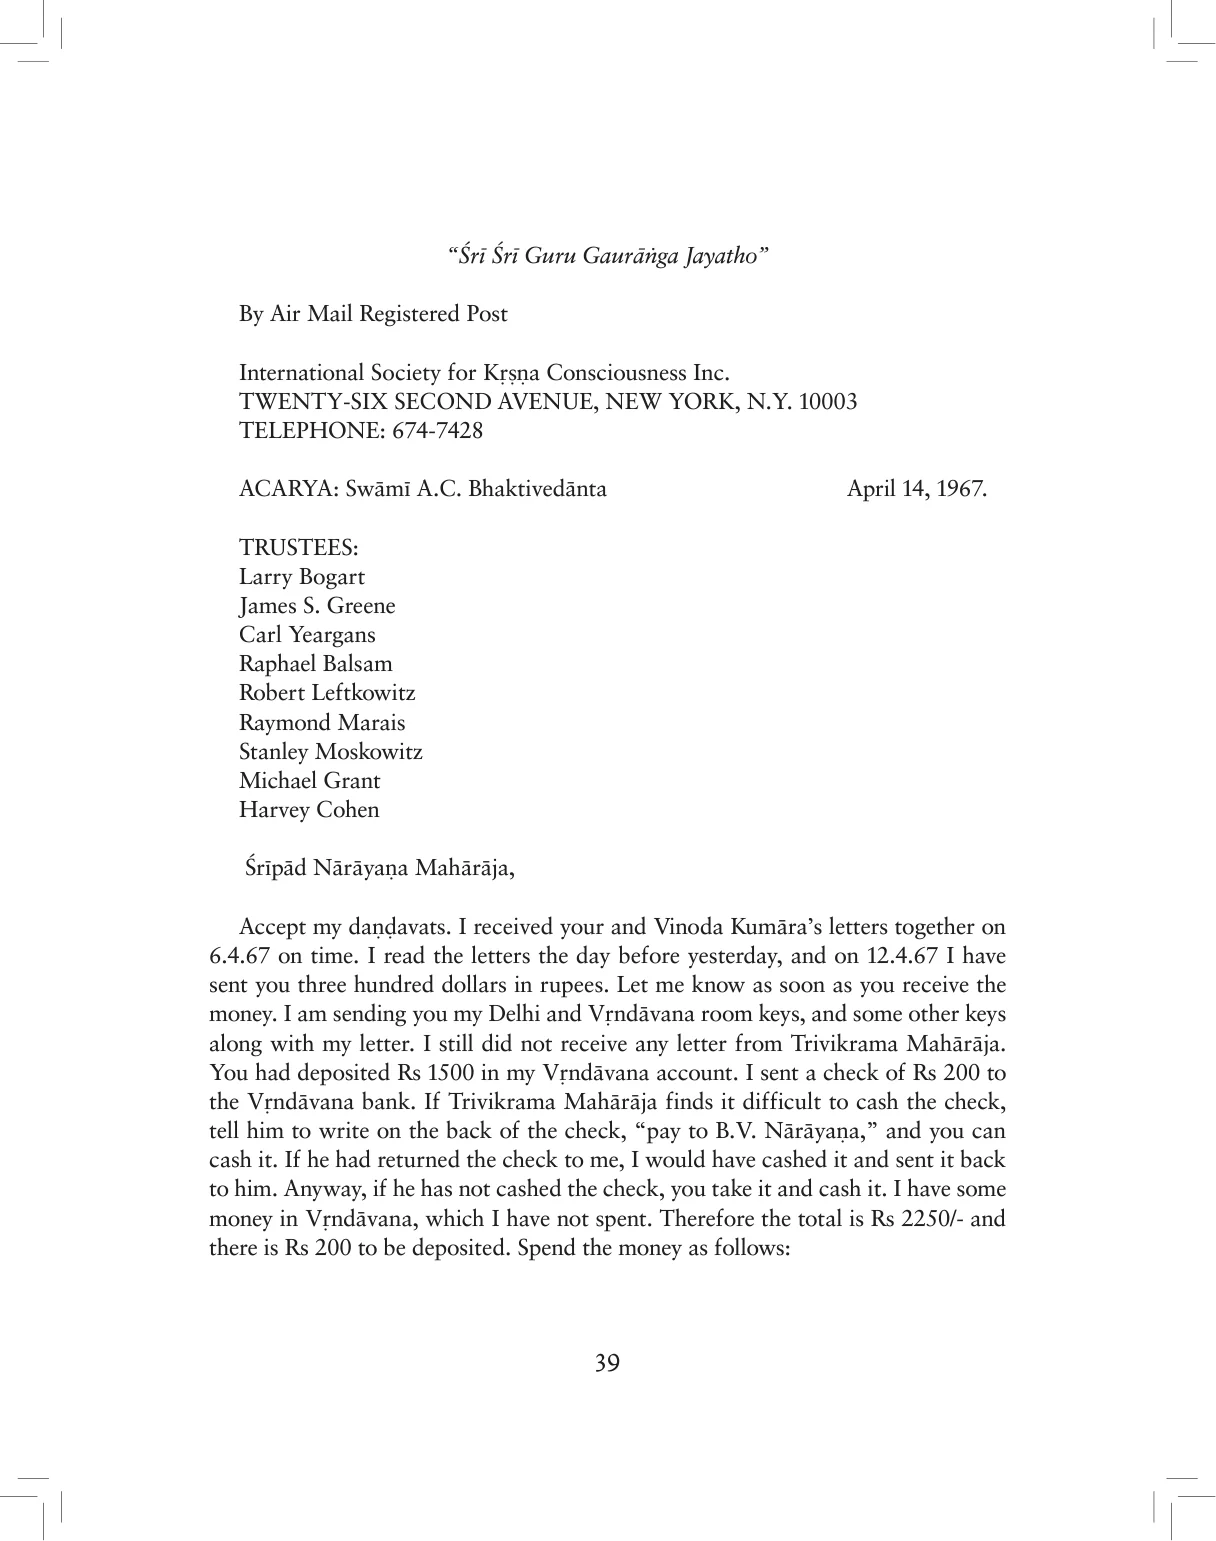 “Śrī Śrī Guru Gaurāṅga Jayatho”
By Air Mail Registered Post
International Society for Kṛṣṇa Consciousness Inc.
TWENTY-SIX SECOND AVENUE, NEW YORK, N.Y. 10003
TELEPHONE: 674-7428
ACARYA: Swāmī A.C. Bhaktivedānta April 14, 1967.
TRUSTEES:
Larry Bogart
James S. Greene
Carl Yeargans
Raphael Balsam
Robert Leftkowitz
Raymond Marais
Stanley Moskowitz
Michael Grant
Harvey Cohen
Śrīpād Nārāyaṇa Mahārāja,
Accept my daṇḍavats. I received your and Vinoda Kumāra’s letters together on
6.4.67 on time. I read the letters the day before yesterday, and on 12.4.67 I have
sent you three hundred dollars in rupees. Let me know as soon as you receive the
money. I am sending you my Delhi and Vṛndāvana room keys, and some other keys
along with my letter. I still did not receive any letter from Trivikrama Mahārāja.
You had deposited Rs 1500 in my Vṛndāvana account. I sent a check of Rs 200 to
the Vṛndāvana bank. If Trivikrama Mahārāja finds it difficult to cash the check,
tell him to write on the back of the check, “pay to B.V. Nārāyaṇa,” and you can
cash it. If he had returned the check to me, I would have cashed it and sent it back
to him. Anyway, if he has not cashed the check, you take it and cash it. I have some
money in Vṛndāvana, which I have not spent. Therefore the total is Rs 2250/- and
there is Rs 200 to be deposited. Spend the money as follows:
39